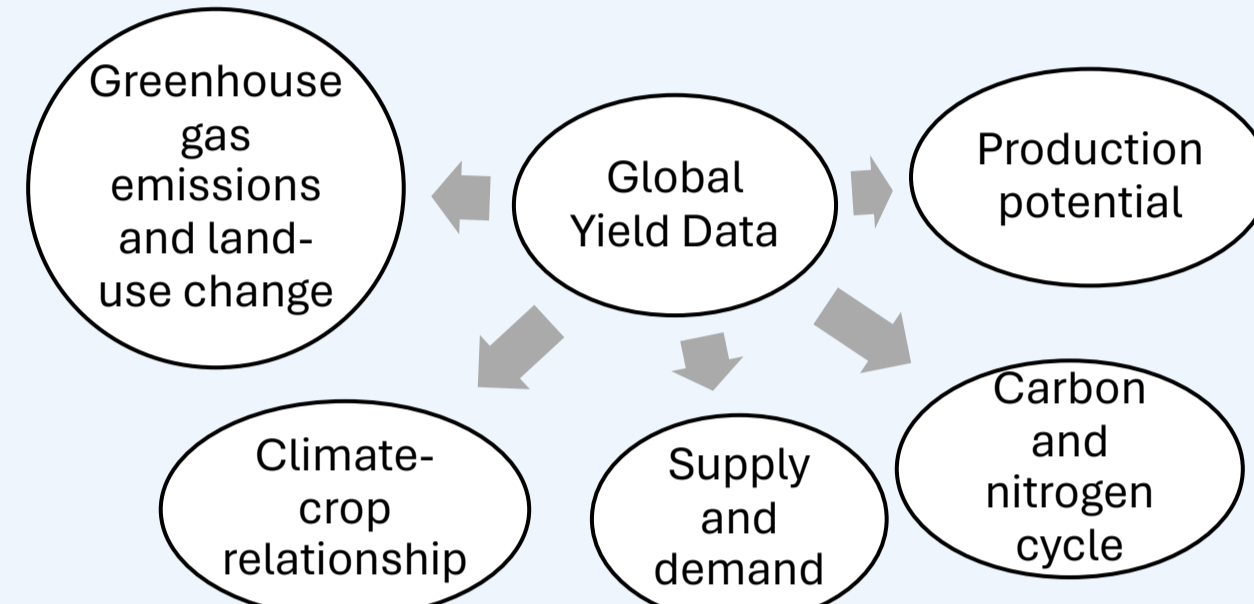 Greenhouse
gas
emissions
and land-
use change
Global
Yield Data
Production
potential
Climate-
crop
relationship
Supply
and
demand
Carbon
and
nitrogen
cycle